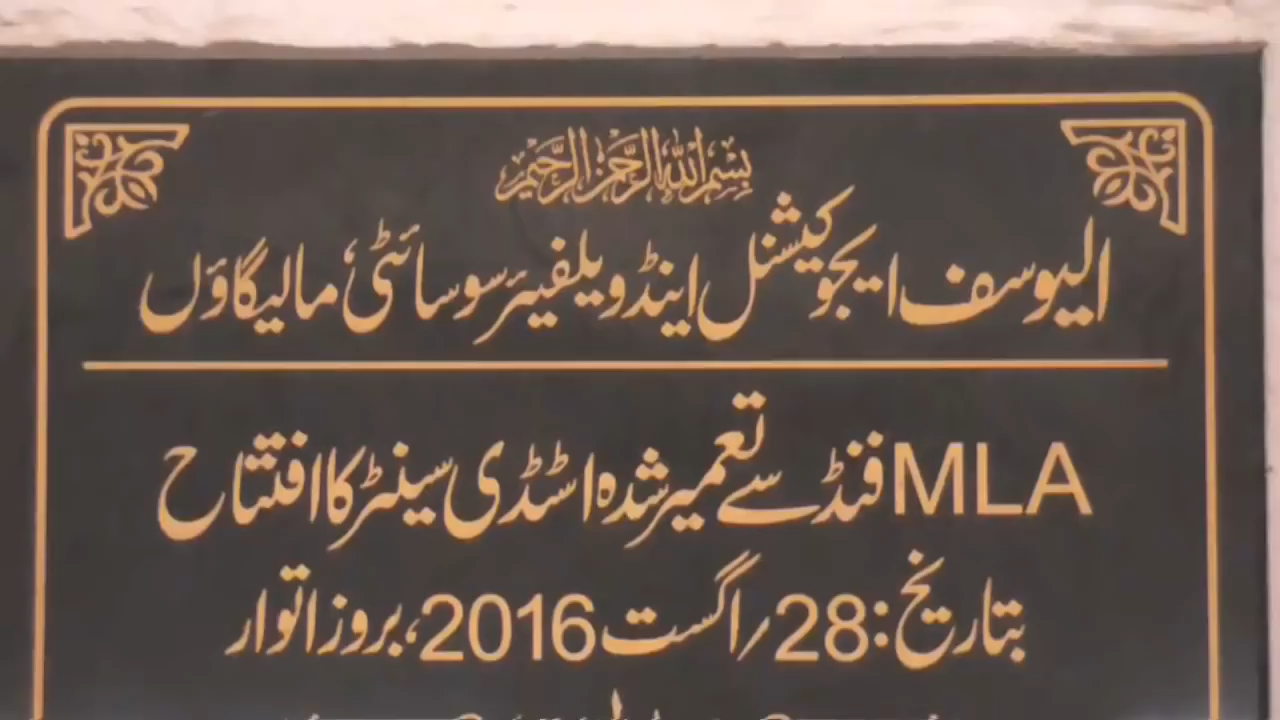 بسم اللہ الرحمن الرحیم
الیوسف ایجوکیشنل اینڈ ویلفیئر سوسائٹی، مالیگاؤں
MLA فنڈ سے تعمیر شدہ اسٹڈی سینٹر کا افتتاح
بتاریخ: 28/اگست 2016، بروز اتوار